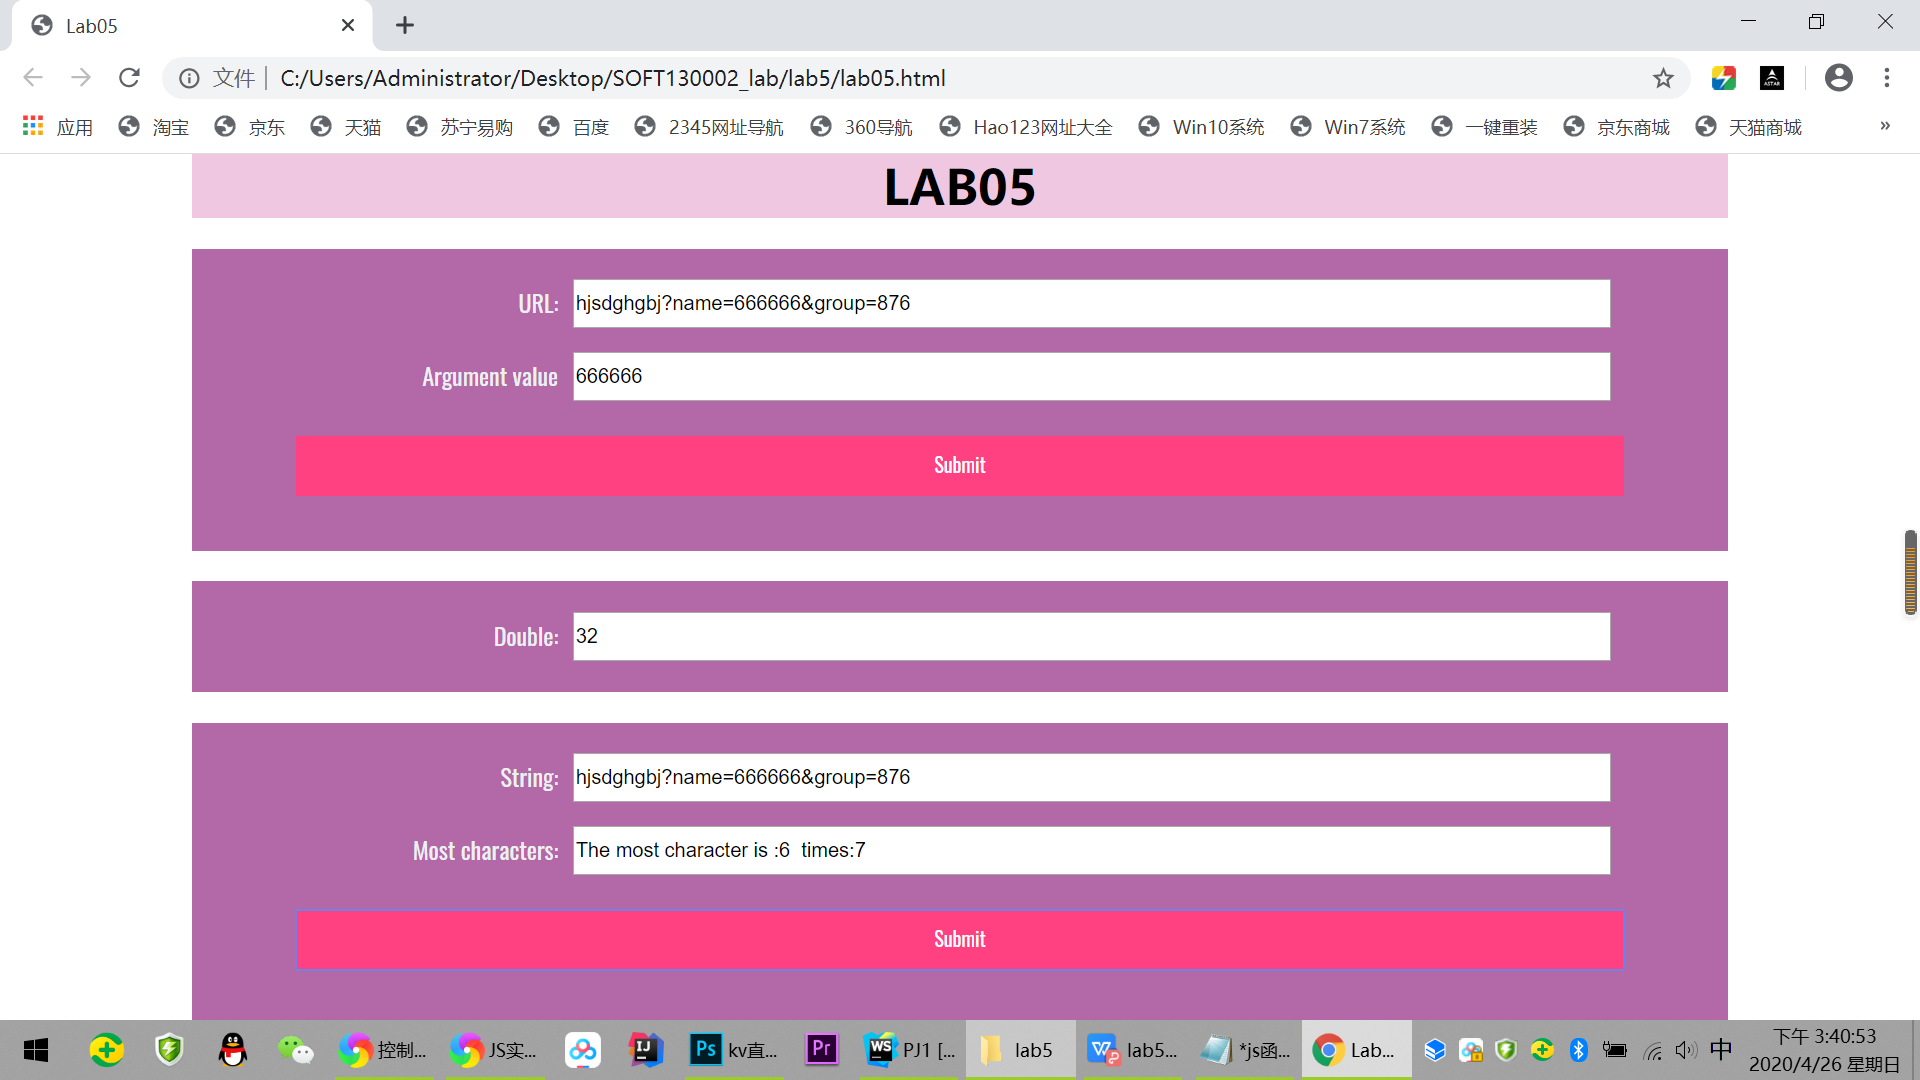 Lab05
文件 C:/Users/Administrator/Desktop/SOFT130002_lab/lab5/lab05.html
ASTAR
应用 淘宝 京东 天猫 苏宁易购 百度 2345网址导航 360导航 Hao123网址大全 Win10系统 Win7系统 一键重装 京东商城 天猫商城 »
LAB05
URL: hjsdghgbj?name=666666&group=876
Argument value 666666
Submit
Double: 32
String: hjsdghgbj?name=666666&group=876
Most characters: The most character is :6  times:7
Submit
控制... JS实... IJ Ps kv直... Pr WS PJ1 [... lab5 W P lab5... *js函... Lab... 中
下午 3:40:53
2020/4/26 星期日